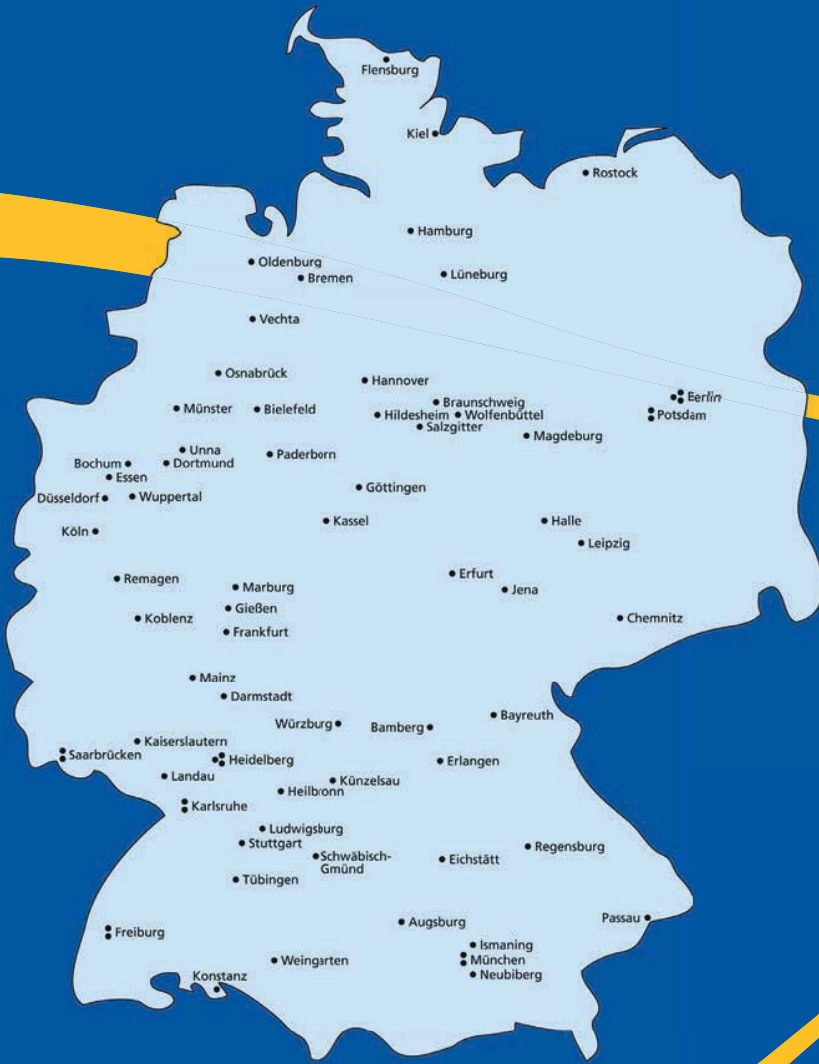 Flensburg
Kiel
Rostock
Hamburg
Oldenburg
Bremen
Lüneburg
Vechta
Osnabrück
Hannover
Eerlin
Braunschweig
Münster
Bielefeld
Hildesheim
Wolfenbüttel
Potsdam
Salzgitter
Magdeburg
Unna
Paderborn
Bochum
Dortmund
Essen
Göttingen
Düsseldorf
Wuppertal
Kassel
Halle
Köln
Leipzig
Erfurt
Remagen
Marburg
Jena
Gießen
Koblenz
Chemnitz
Frankfurt
Mainz
Darmstadt
Bayreuth
Würzburg
Bamberg
Kaiserslautern
Saarbrücken
Heidelberg
Erlangen
Landau
Künzelsau
Heilbronn
Karlsruhe
Ludwigsburg
Stuttgart
Regensburg
Schwäbisch-
Gmünd
Eichstätt
Tübingen
Passau
Augsburg
Freiburg
Ismaning
Weingarten
München
Konstanz
Neubiberg